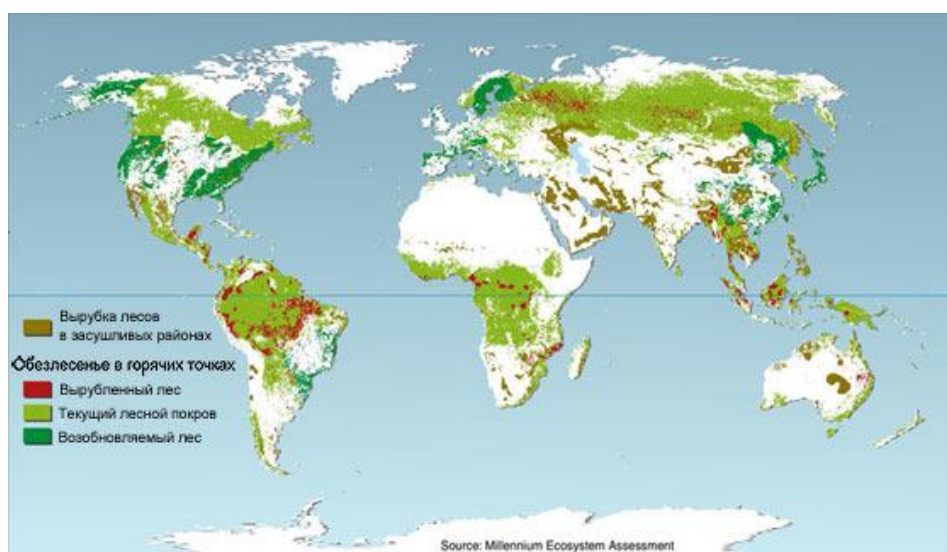 Вырубка лесов
в засушливых районах
Обезлесенье в горячих точках
Вырубленный лес
Текущий лесной покров
Возобновляемый лес
Source: Millennium Ecosystem Assessment